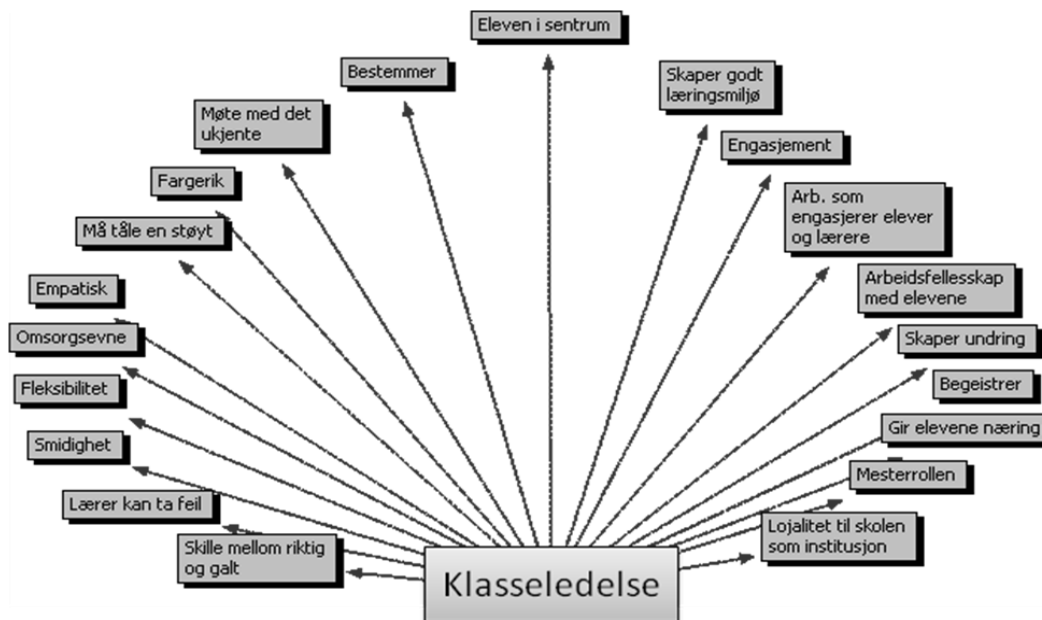 Eleven i sentrum
Bestemmer
Skaper godt
læringsmiljø
Møte med det
ukjente
Engasjement
Fargerik
Arb. som
engasjerer elever
og lærere
Må tåle en støyt
Empatisk
Arbeidsfellesskap
med elevene
Omsorgsevne
Skaper undring
Fleksibilitet
Begeistrer
Gir elevene næring
Smidighet
Mesterrollen
Lærer kan ta feil
Lojalitet til skolen
som institusjon
Skille mellom riktig
og galt
Klasseledelse